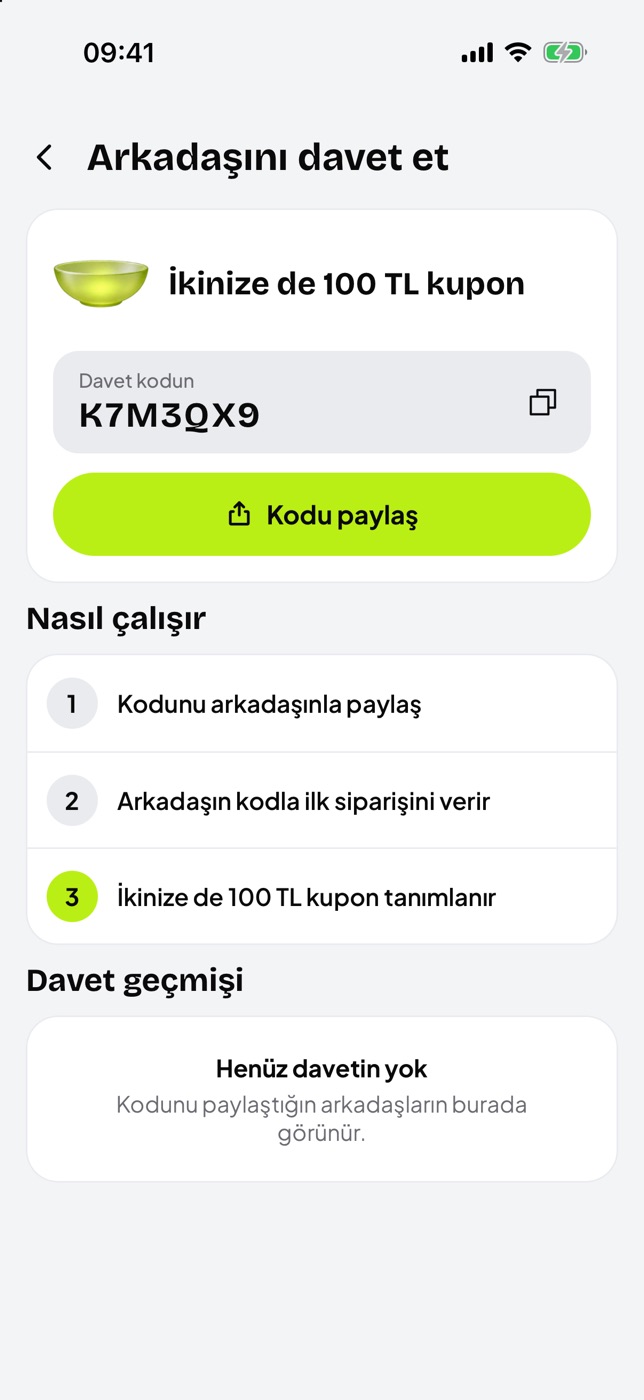 09:41
Arkadaşını davet et
İkinize de 100 TL kupon
Davet kodun
K7M3QX9
Kodu paylaş
Nasıl çalışır
1 Kodunu arkadaşınla paylaş
2 Arkadaşın kodla ilk siparişini verir
3 İkinize de 100 TL kupon tanımlanır
Davet geçmişi
Henüz davetin yok
Kodunu paylaştığın arkadaşların burada
görünür.